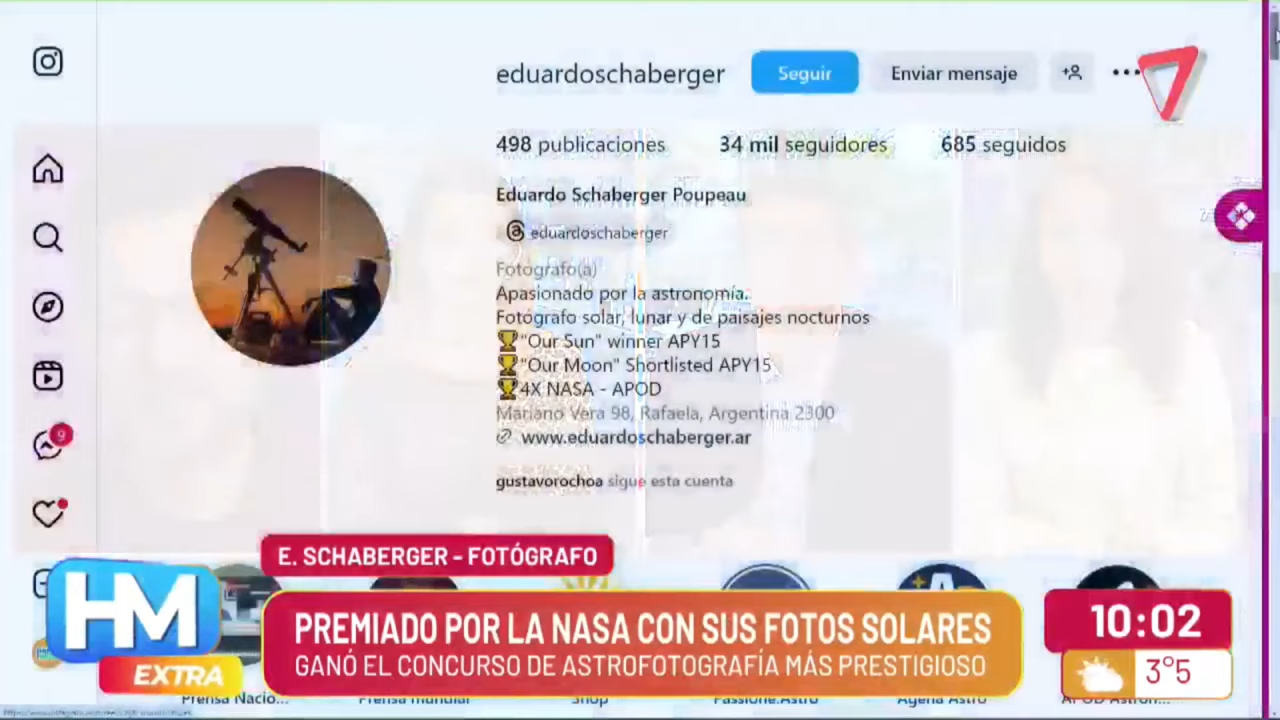 eduardoschaberger
Seguir
Enviar mensaje
498 publicaciones
34 mil seguidores
685 seguidos
Eduardo Schaberger Poupeau
eduardoschaberger
Fotógrafo(a)
Apasionado por la astronomía.
Fotógrafo solar, lunar y de paisajes nocturnos
🏆"Our Sun" winner APY15
🏆"Our Moon" Shortlisted APY15
🏆4X NASA - APOD
Mariano Vera 98, Rafaela, Argentina 2300
www.eduardoschaberger.ar
gustavorochoa sigue esta cuenta
9
E. SCHABERGER - FOTÓGRAFO
HM
EXTRA
PREMIADO POR LA NASA CON SUS FOTOS SOLARES
GANÓ EL CONCURSO DE ASTROFOTOGRAFÍA MÁS PRESTIGIOSO
10:02
3°5
Prensa Nacio...
Prensa mundial
Shop
Passione.Astro
Agena Astro
APOD Astron...